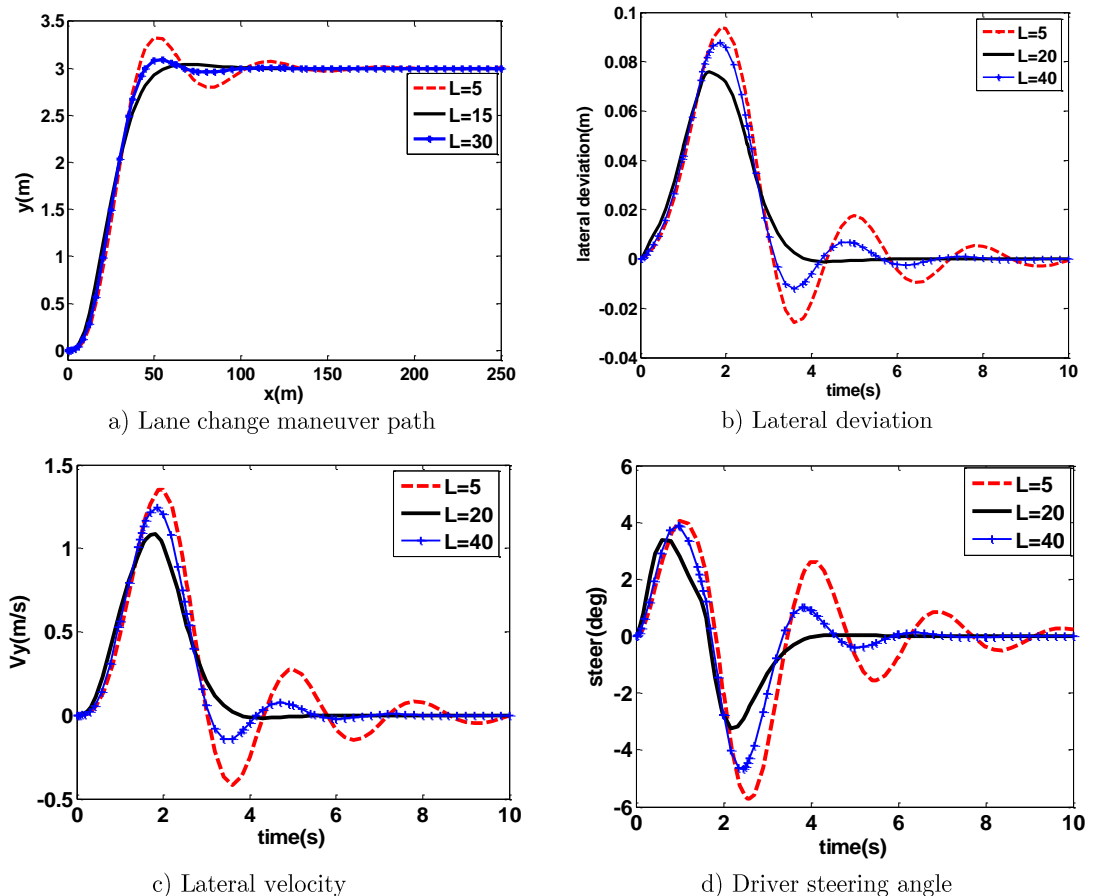 3.5
3
2.5
2
1.5
1
0.5
0
y(m)
0 50 100 150 200 250
x(m)
L=5
L=15
L=30
a) Lane change maneuver path
0.1
0.08
0.06
0.04
0.02
0
-0.02
-0.04
lateral deviation(m)
0 2 4 6 8 10
time(s)
L=5
L=20
L=40
b) Lateral deviation
1.5
1
0.5
0
-0.5
Vy(m/s)
0 2 4 6 8 10
time(s)
L=5
L=20
L=40
c) Lateral velocity
6
4
2
0
-2
-4
-6
steer(deg)
0 2 4 6 8 10
time(s)
L=5
L=20
L=40
d) Driver steering angle